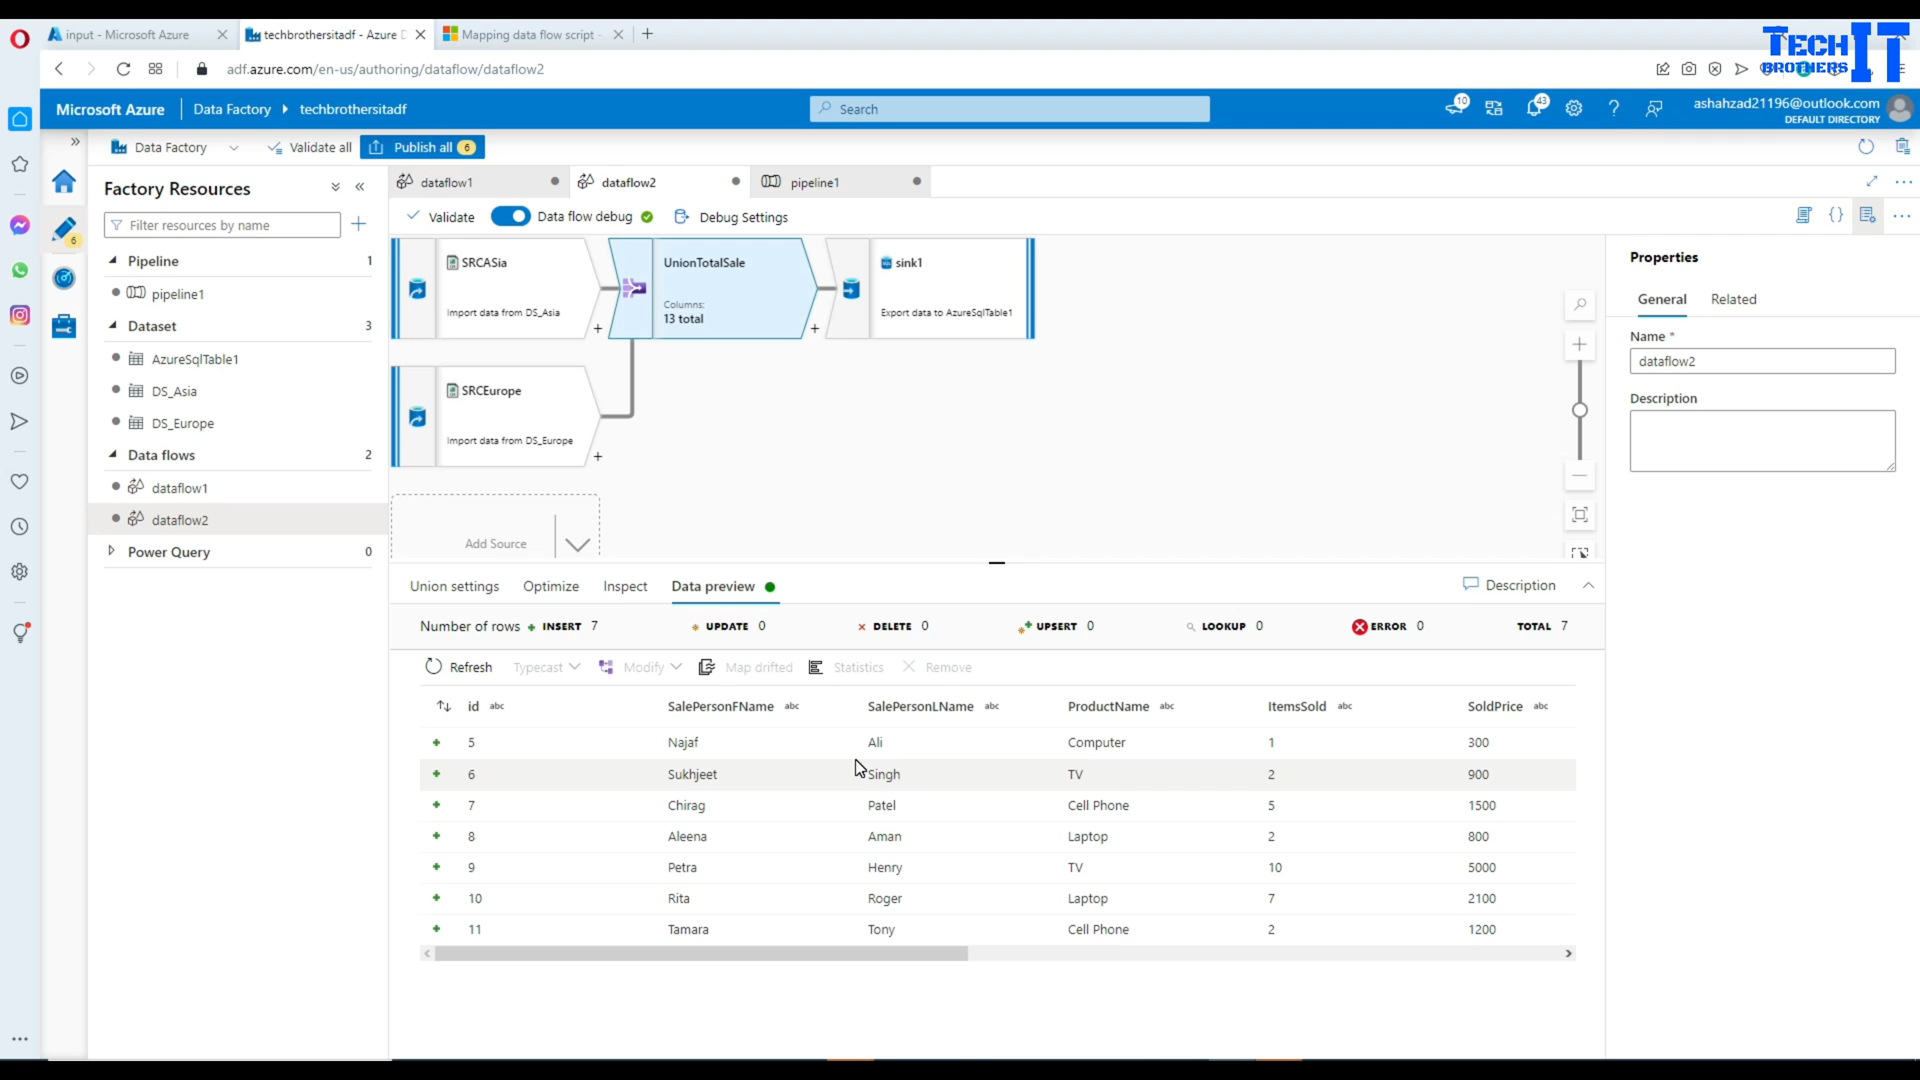 input - Microsoft Azure
techbrothersitadf - Azure D
Mapping data flow script -
TECH IT
BROTHERS
adf.azure.com/en-us/authoring/dataflow/dataflow2
Microsoft Azure
Data Factory
techbrothersitadf
Search
10
43
ashahzad21196@outlook.com
DEFAULT DIRECTORY
Data Factory
Validate all
Publish all 6
Factory Resources
dataflow1
dataflow2
pipeline1
Validate
Data flow debug
Debug Settings
Filter resources by name
6
Pipeline 1
pipeline1
Dataset 3
AzureSqlTable1
DS_Asia
DS_Europe
Data flows 2
dataflow1
dataflow2
Power Query 0
SRCASia
Import data from DS_Asia
UnionTotalSale
Columns:
13 total
sink1
Export data to AzureSqlTable1
SRCEurope
Import data from DS_Europe
Add Source
Properties
General
Related
Name *
dataflow2
Description
Union settings
Optimize
Inspect
Data preview
Description
Number of rows INSERT 7 UPDATE 0 DELETE 0 UPSERT 0 LOOKUP 0 ERROR 0 TOTAL 7
Refresh Typecast Modify Map drifted Statistics Remove
id abc SalePersonFName abc SalePersonLName abc ProductName abc ItemsSold abc SoldPrice abc
5 Najaf Ali Computer 1 300
6 Sukhjeet Singh TV 2 900
7 Chirag Patel Cell Phone 5 1500
8 Aleena Aman Laptop 2 800
9 Petra Henry TV 10 5000
10 Rita Roger Laptop 7 2100
11 Tamara Tony Cell Phone 2 1200